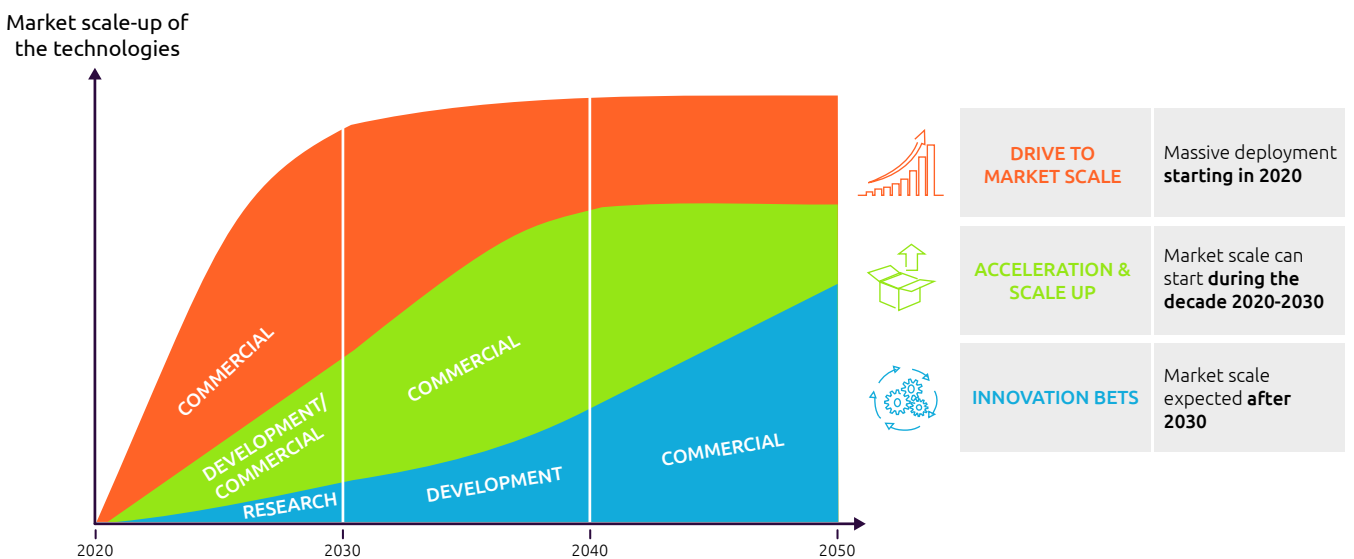 Market scale-up of
the technologies
COMMERCIAL
DEVELOPMENT/
COMMERCIAL
RESEARCH
COMMERCIAL
DEVELOPMENT
COMMERCIAL
2020
2030
2040
2050
DRIVE TO
MARKET SCALE
Massive deployment
starting in 2020
ACCELERATION &
SCALE UP
Market scale can
start during the
decade 2020-2030
INNOVATION BETS
Market scale
expected after
2030